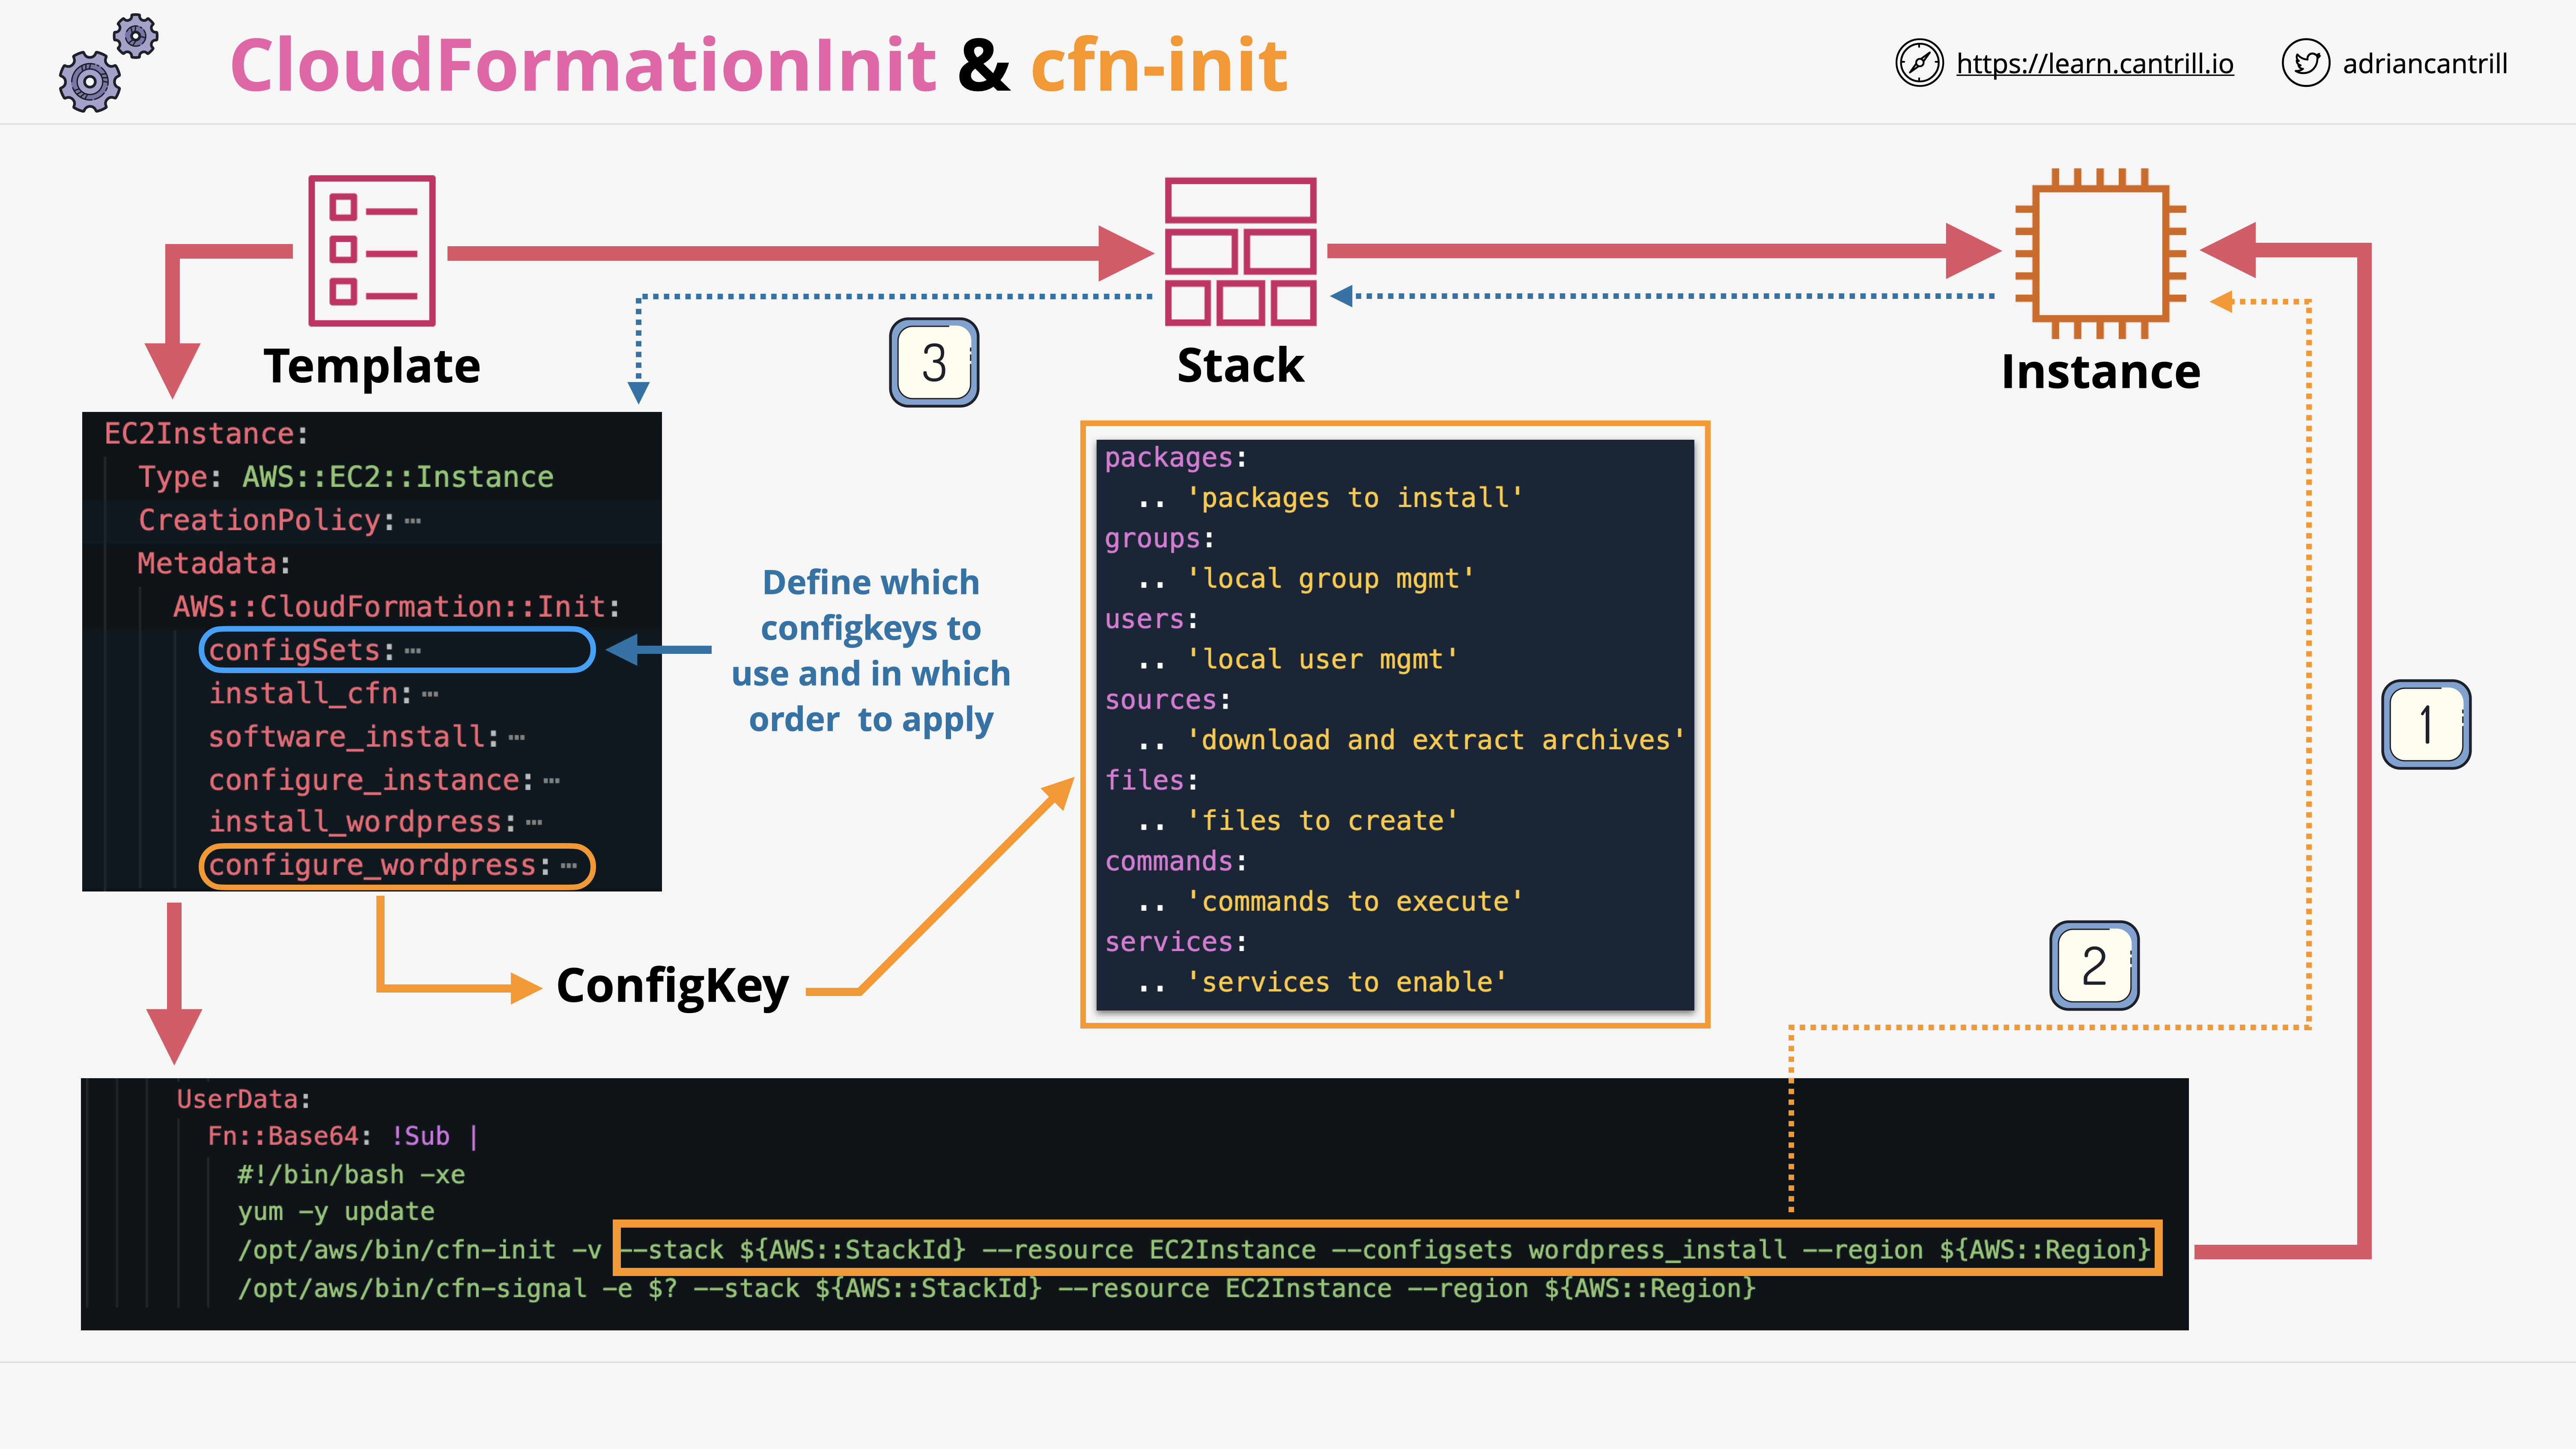 CloudFormationInit & cfn-init
https://learn.cantrill.io
adriancantrill
Template
Stack
Instance
3
EC2Instance:
Type: AWS::EC2::Instance
CreationPolicy: …
Metadata:
AWS::CloudFormation::Init:
configSets: …
install_cfn: …
software_install: …
configure_instance: …
install_wordpress: …
configure_wordpress: …
Define which
configkeys to
use and in which
order to apply
packages:
.. 'packages to install'
groups:
.. 'local group mgmt'
users:
.. 'local user mgmt'
sources:
.. 'download and extract archives'
files:
.. 'files to create'
commands:
.. 'commands to execute'
services:
.. 'services to enable'
1
2
ConfigKey
UserData:
Fn::Base64: !Sub |
#!/bin/bash -xe
yum -y update
/opt/aws/bin/cfn-init -v --stack ${AWS::StackId} --resource EC2Instance --configsets wordpress_install --region ${AWS::Region}
/opt/aws/bin/cfn-signal -e $? --stack ${AWS::StackId} --resource EC2Instance --region ${AWS::Region}